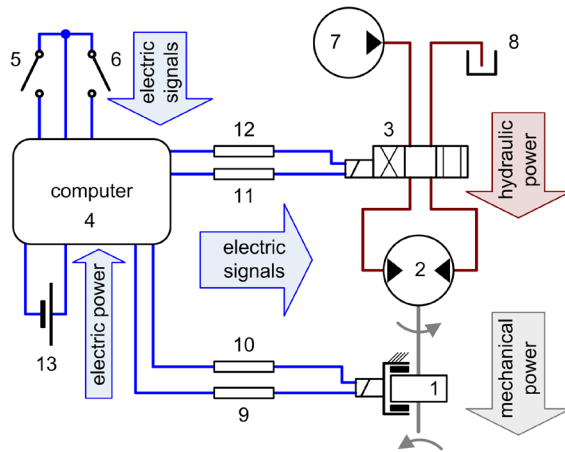 5
6
electric
signals
7
8
12
3
computer
4
11
hydraulic
power
electric
signals
2
electric power
13
10
9
1
mechanical
power